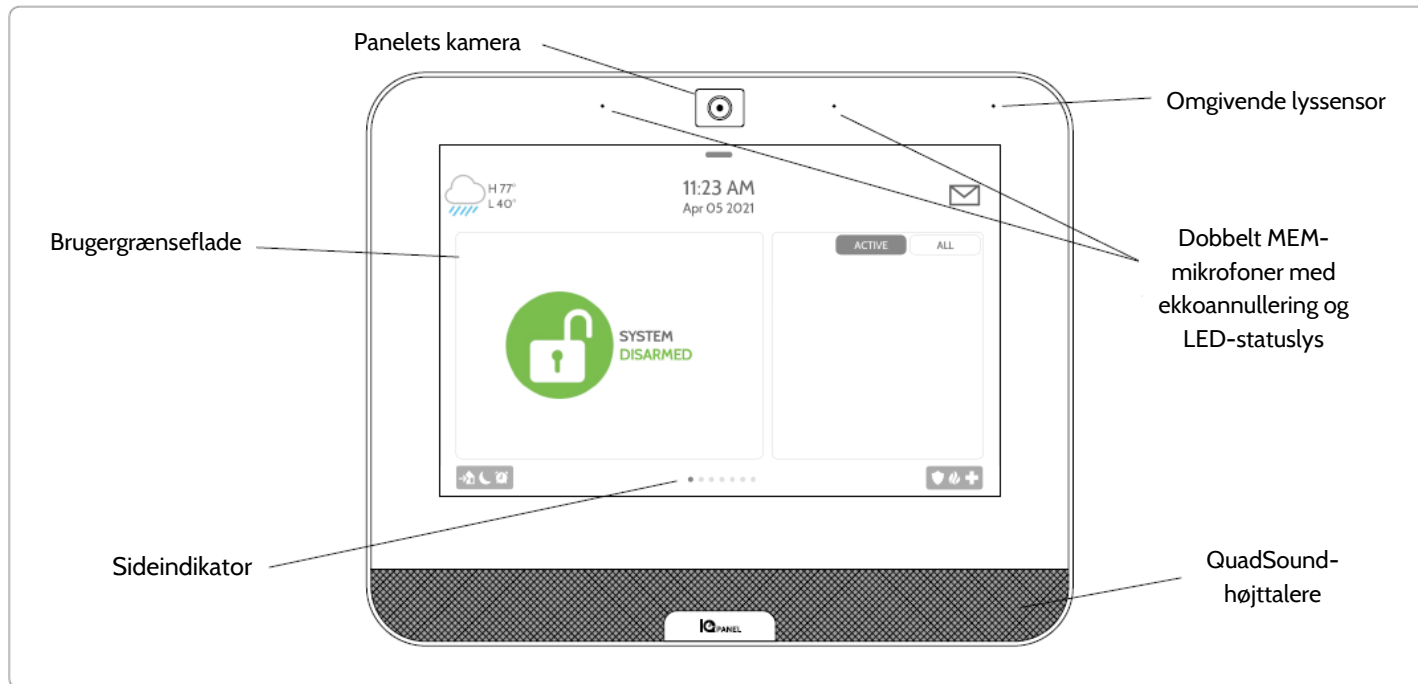 Panelets kamera
Omgivende lyssensor
H 77°
L 40°
11:23 AM
Apr 05 2021
Brugergrænseflade
ACTIVE
ALL
Dobbelt MEM-
mikrofoner med
ekkoannullering og
LED-statuslys
SYSTEM
DISARMED
Sideindikator
QuadSound-
højttalere
IQ PANEL